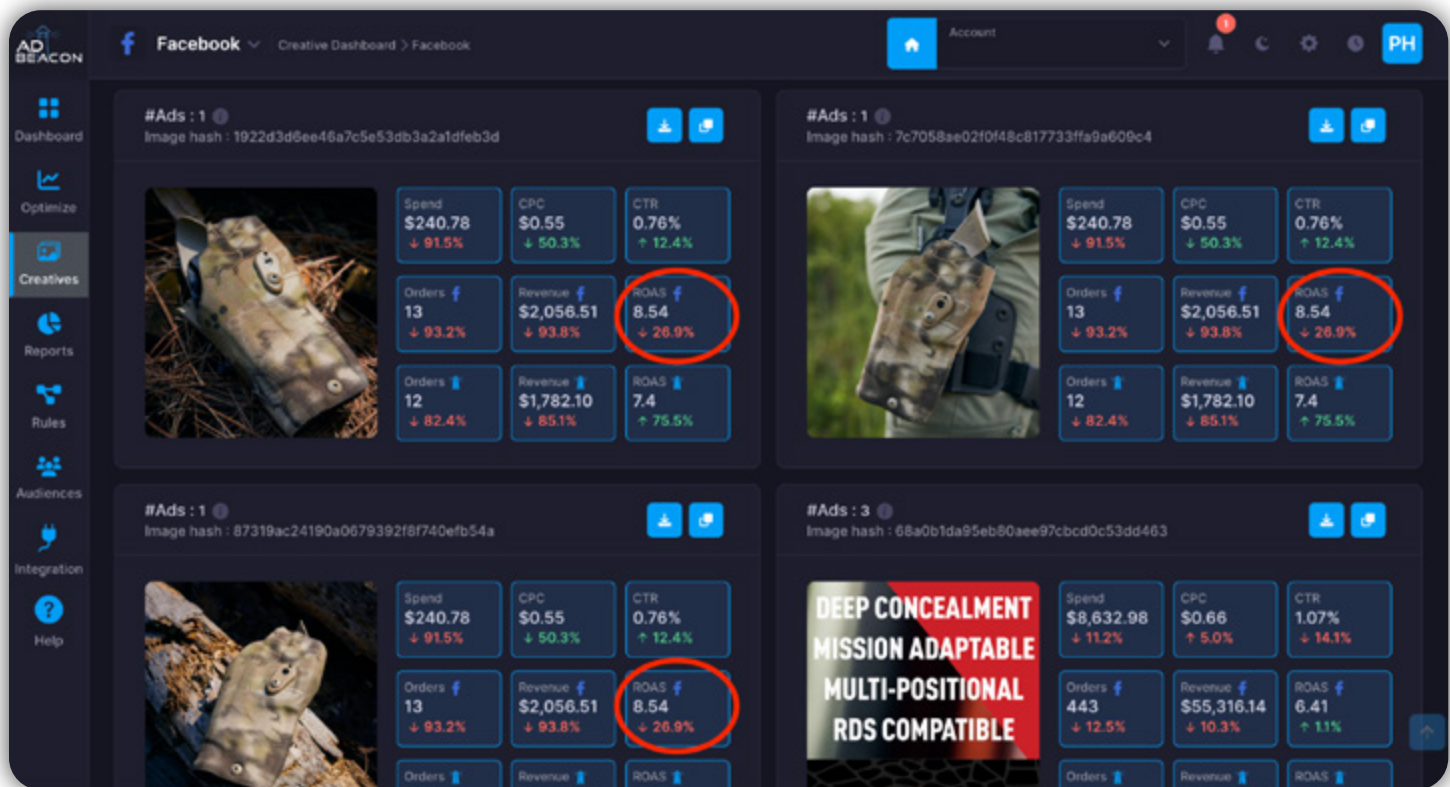 AD
BEACON
Facebook
Creative Dashboard > Facebook
Account
1
PH
Dashboard
Optimize
Creatives
Reports
Rules
Audiences
Integration
Help
#Ads : 1
Image hash : 1922d3d6ee46a7c5e53db3a2a1dfeb3d
Spend
$240.78
↓ 91.5%
CPC
$0.55
↓ 50.3%
CTR
0.76%
↑ 12.4%
Orders
13
↓ 93.2%
Revenue
$2,056.51
↓ 93.8%
ROAS
8.54
↓ 26.9%
Orders
12
↓ 82.4%
Revenue
$1,782.10
↓ 85.1%
ROAS
7.4
↑ 75.5%
#Ads : 1
Image hash : 7c7058ae02f0f48c817733ffa9a609c4
Spend
$240.78
↓ 91.5%
CPC
$0.55
↓ 50.3%
CTR
0.76%
↑ 12.4%
Orders
13
↓ 93.2%
Revenue
$2,056.51
↓ 93.8%
ROAS
8.54
↓ 26.9%
Orders
12
↓ 82.4%
Revenue
$1,782.10
↓ 85.1%
ROAS
7.4
↑ 75.5%
#Ads : 1
Image hash : 87319ac24190a0679392f8f740efb54a
Spend
$240.78
↓ 91.5%
CPC
$0.55
↓ 50.3%
CTR
0.76%
↑ 12.4%
Orders
13
↓ 93.2%
Revenue
$2,056.51
↓ 93.8%
ROAS
8.54
↓ 26.9%
Orders
Revenue
ROAS
#Ads : 3
Image hash : 68a0b1da95eb80aee97cbcd0c53dd463
DEEP CONCEALMENT
MISSION ADAPTABLE
MULTI-POSITIONAL
RDS COMPATIBLE
Spend
$8,632.98
↓ 11.2%
CPC
$0.66
↑ 5.0%
CTR
1.07%
↓ 14.1%
Orders
443
↓ 12.5%
Revenue
$55,316.14
↓ 10.3%
ROAS
6.41
↑ 1.1%
Orders
Revenue
ROAS